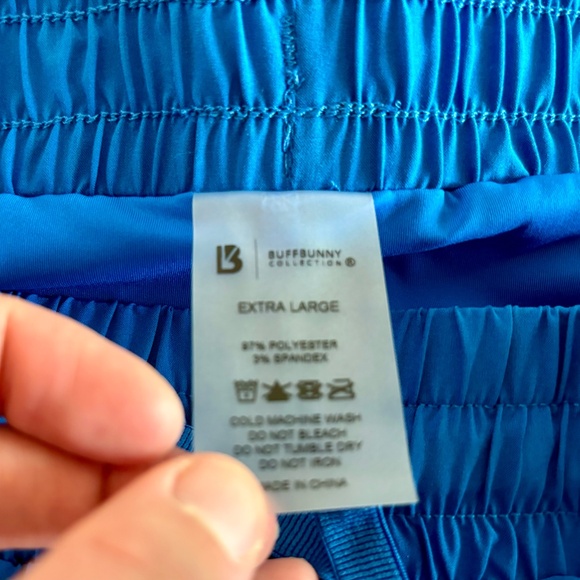 BUFFBUNNY
COLLECTION®
EXTRA LARGE
97% POLYESTER
3% SPANDEX
COLD MACHINE WASH
DO NOT BLEACH
DO NOT TUMBLE DRY
DO NOT IRON
MADE IN CHINA